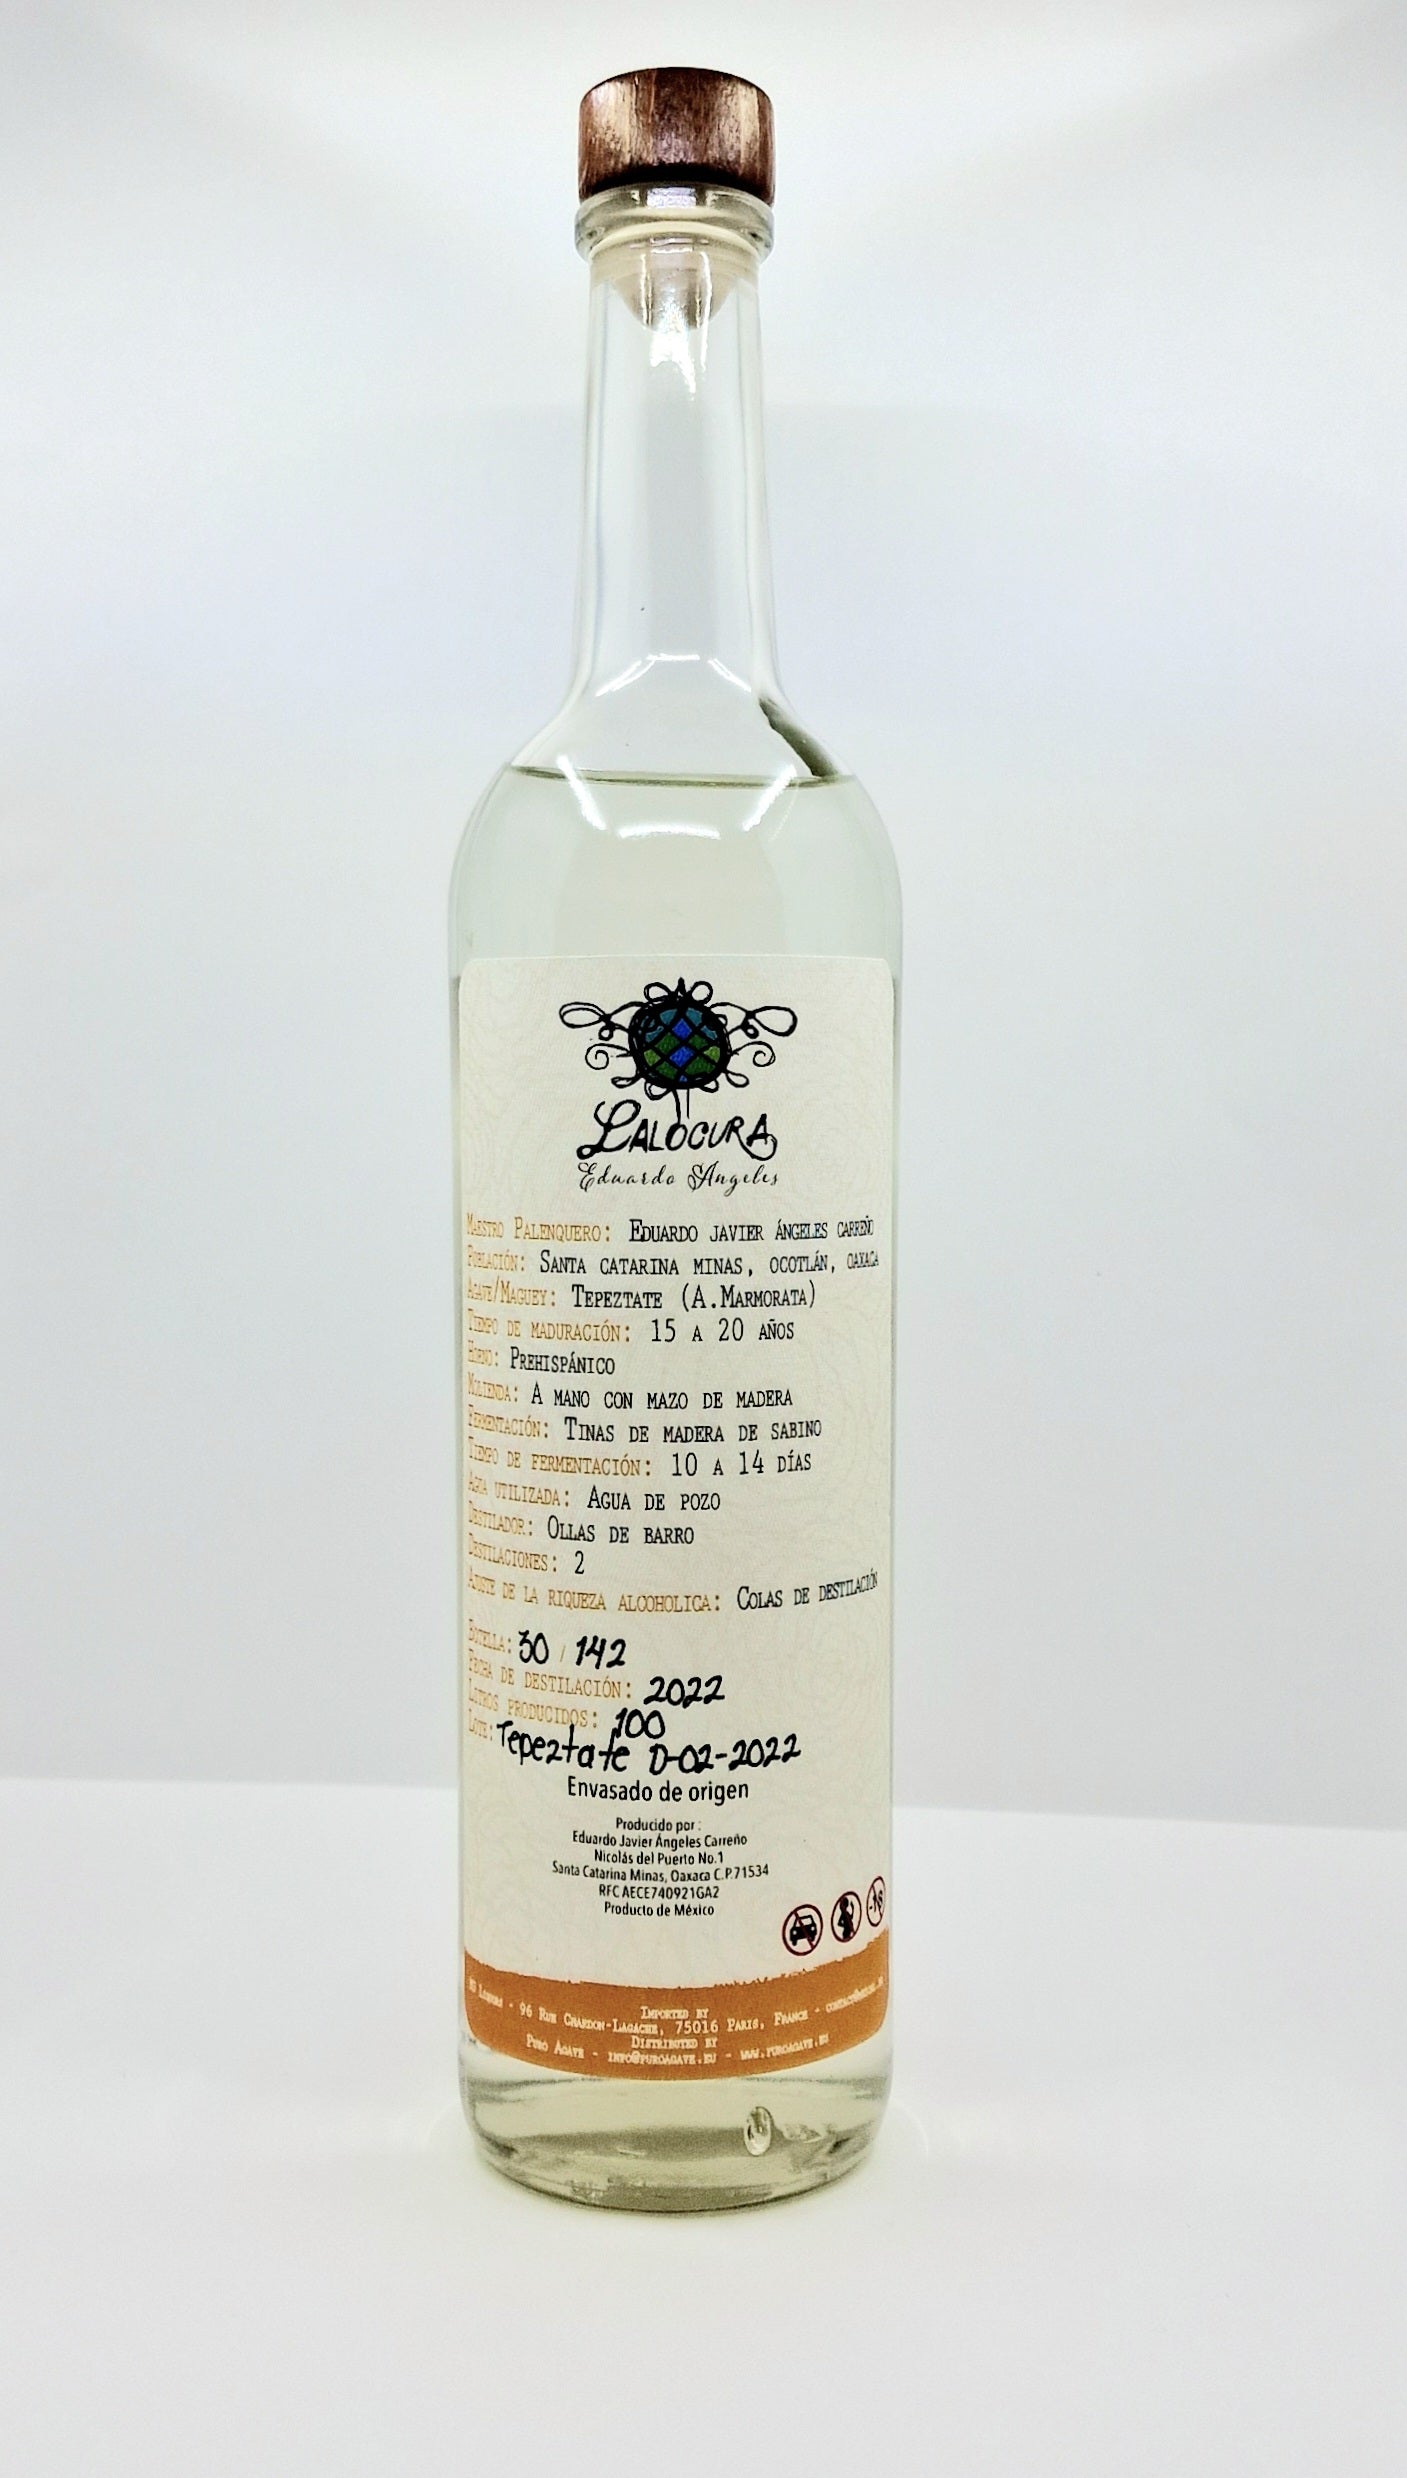 LALOCURA
Eduardo Ángeles
MAESTRO PALENQUERO: EDUARDO JAVIER ÁNGELES CARREÑO
POBLACIÓN: SANTA CATARINA MINAS, OCOTLÁN, OAXACA
AGAVE/MAGUEY: TEPEZTATE (A.MARMORATA)
TIEMPO DE MADURACIÓN: 15 A 20 AÑOS
HORNO: PREHISPÁNICO
MOLIENDA: A MANO CON MAZO DE MADERA
FERMENTACIÓN: TINAS DE MADERA DE SABINO
TIEMPO DE FERMENTACIÓN: 10 A 14 DÍAS
AGUA UTILIZADA: AGUA DE POZO
DESTILADOR: OLLAS DE BARRO
DESTILACIONES: 2
AJUSTE DE LA RIQUEZA ALCOHOLICA: COLAS DE DESTILACIÓN
BOTELLA: 30 / 142
FECHA DE DESTILACIÓN: 2022
LITROS PRODUCIDOS: 100
LOTE: Tepeztate D-02-2022
Envasado de origen
Producido por :
Eduardo Javier Ángeles Carreño
Nicolás del Puerto No.1
Santa Catarina Minas, Oaxaca C.P.71534
RFC AECE740921GA2
Producto de México
-18
IMPORTED BY
LIQUORS - 96 RUE CHARDON-LAGACHE, 75016 PARIS, FRANCE -
DISTRIBUTED BY
PURO AGAVE - INFO@PUROAGAVE.EU - WWW.PUROAGAVE.EU